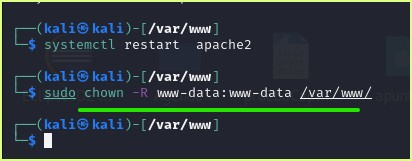 ┌──(kali㉿kali)-[/var/www]
└─$ systemctl restart  apache2
┌──(kali㉿kali)-[/var/www]
└─$ sudo chown -R www-data:www-data /var/www/
┌──(kali㉿kali)-[/var/www]
└─$